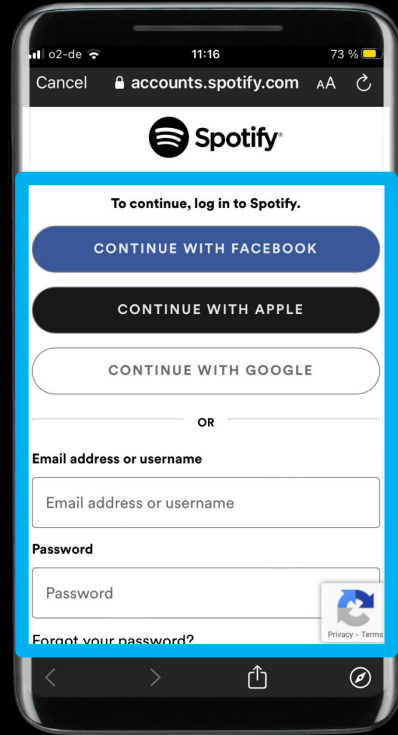 o2-de 11:16 73 %
Cancel accounts.spotify.com AA
Spotify
To continue, log in to Spotify.
CONTINUE WITH FACEBOOK
CONTINUE WITH APPLE
CONTINUE WITH GOOGLE
OR
Email address or username
Email address or username
Password
Password
Forgot your password?
Privacy - Terms